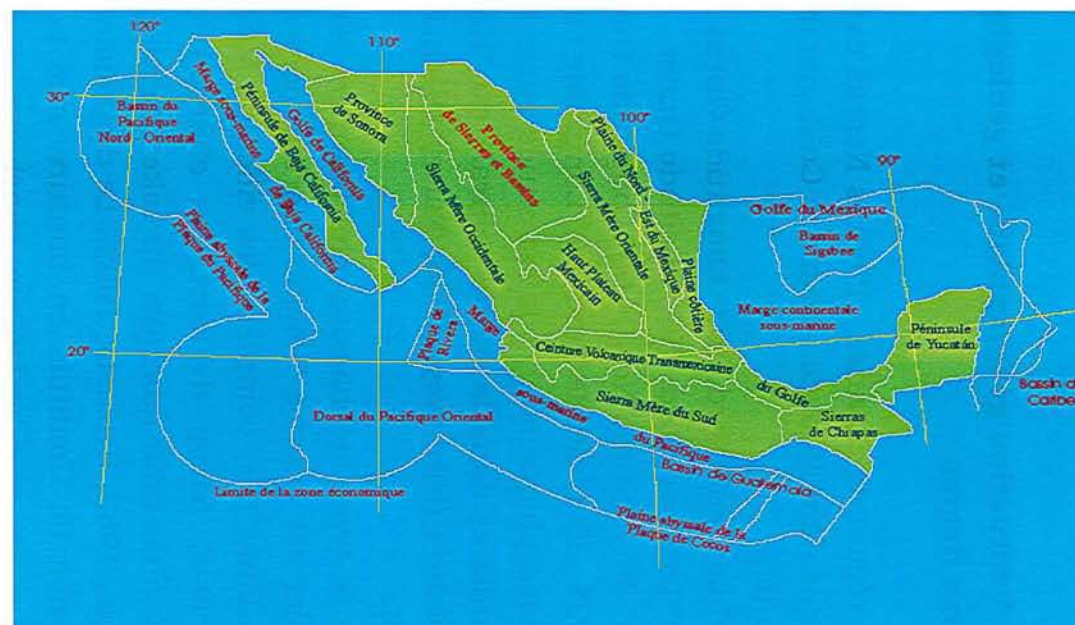 120°
110°
30°
100°
90°
20°
Bassin du
Pacifique
Nord - Oriental
Marge sous-marine
de Baja California
Péninsule de Baja California
Golfe de California
Province
de Sonora
Province
de Sierras et Bassins
Plaine du Nord
Est du Mexique
Sierra Mère Occidentale
Sierra Mère Orientale
Haut Plateau
Mexicain
Plaine côtière
du Golfe
Golfe du Mexique
Bassin de
Sigsbee
Marge continentale
sous-marine
Péninsule
de Yucatán
Plaine abyssale de la
Plaque du Pacifique
Plaque de
Rivera
Marge
sous-marine
du Pacifique
Ceinture Volcanique Transmexicaine
Sierra Mère du Sud
Sierras
de Chiapas
Bassin d
Caribe
Dorsal du Pacifique Oriental
Bassin de Guatemala
Limite de la zone économique
Plaine abyssale de la
Plaque de Cocos